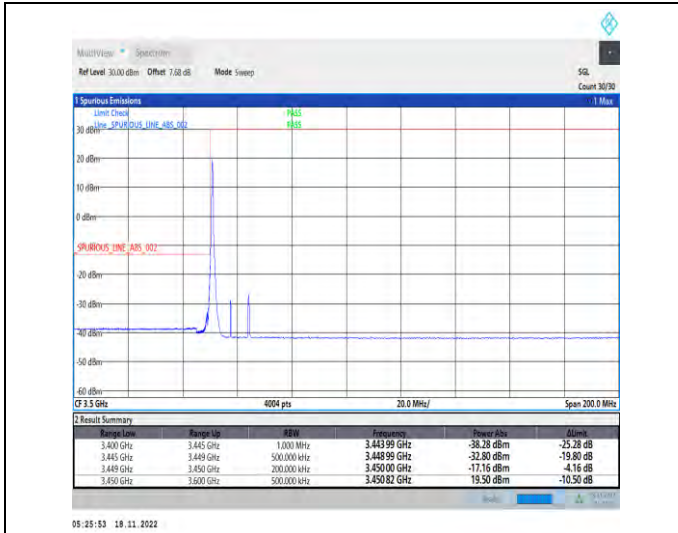 MultiView Spectrum
Ref Level 30.00 dBm Offset 7.68 dB Mode Sweep SGL
Count 30/30
1 Spurious Emissions 1 Max
Limit Check PASS
Line _SPURIOUS_LINE_ABS_002 PASS
30 dBm
20 dBm
10 dBm
0 dBm
_SPURIOUS_LINE_ABS_002
-20 dBm
-30 dBm
-40 dBm
-50 dBm
-60 dBm
CF 3.5 GHz 4004 pts 20.0 MHz/ Span 200.0 MHz
2 Result Summary
Range Low Range Up RBW Frequency Power Abs ΔLimit
3.400 GHz 3.445 GHz 1.000 MHz 3.443 99 GHz -38.28 dBm -25.28 dB
3.445 GHz 3.449 GHz 500.000 kHz 3.448 99 GHz -32.80 dBm -19.80 dB
3.449 GHz 3.450 GHz 200.000 kHz 3.450 00 GHz -17.16 dBm -4.16 dB
3.450 GHz 3.600 GHz 500.000 kHz 3.450 82 GHz 19.50 dBm -10.50 dB
05:25:53 18.11.2022